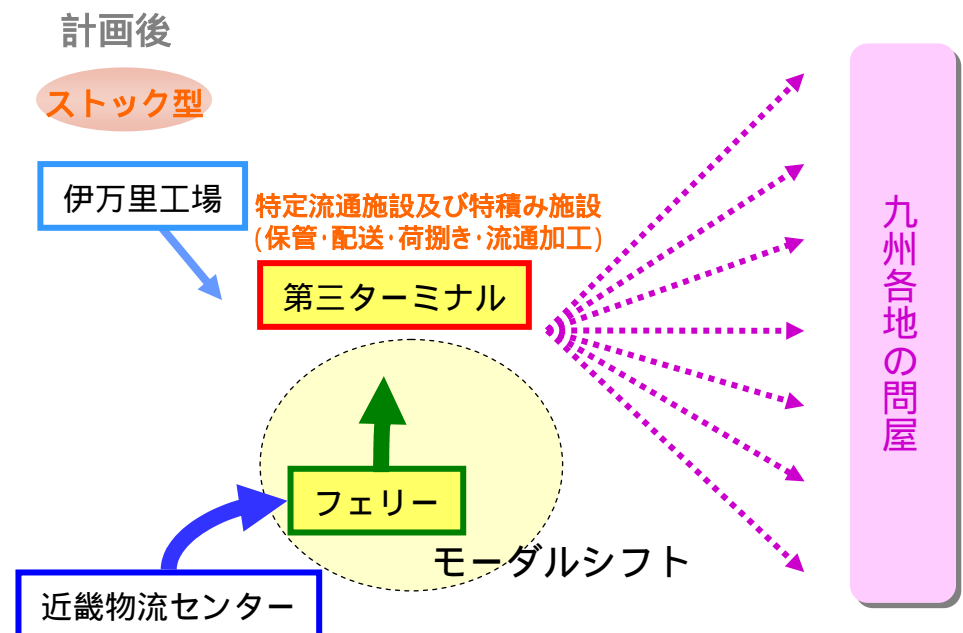 計画後
ストック型
伊万里工場
特定流通施設及び特積み施設
(保管･配送･荷捌き･流通加工)
第三ターミナル
フェリー
モーダルシフト
近畿物流センター
九州各地の問屋